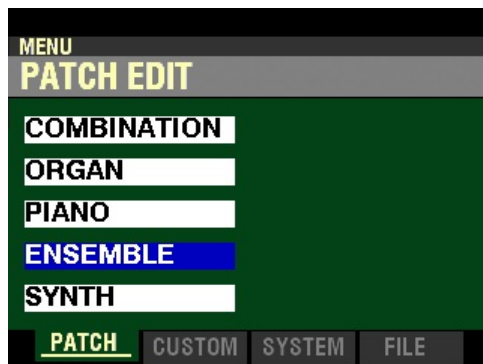 MENU
PATCH EDIT
COMBINATION
ORGAN
PIANO
ENSEMBLE
SYNTH
PATCH CUSTOM SYSTEM FILE